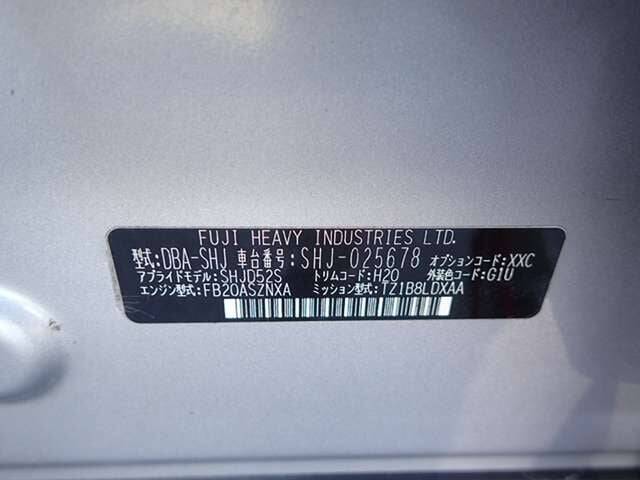 FUJI HEAVY INDUSTRIES LTD.
型式:DBA-SHJ 車台番号:SHJ-025678 オプションコード:XXC
アプライドモデル:SHJD52S トリムコード:H20 外装色コード:G1U
エンジン型式:FB20ASZNXA ミッション型式:TZ1B8LDXAA